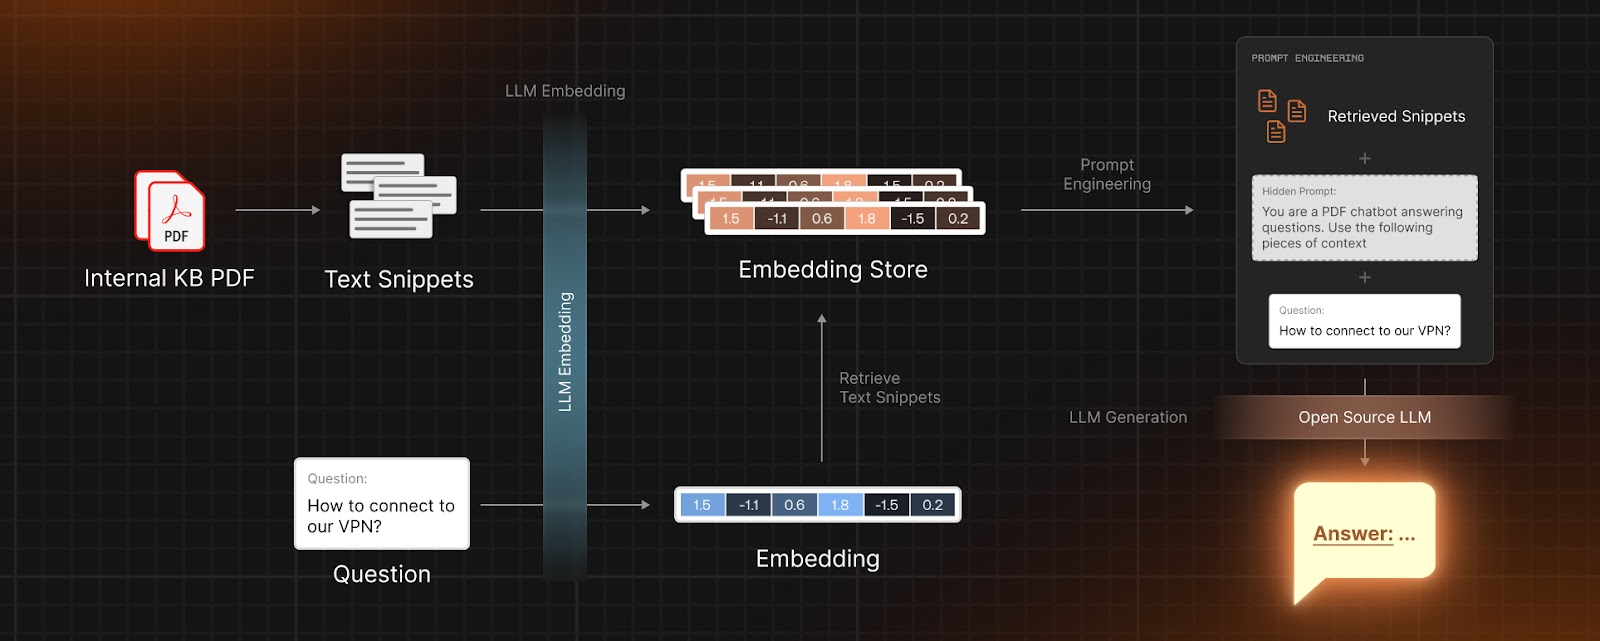 LLM Embedding
PDF
Internal KB PDF
Text Snippets
LLM Embedding
1.5 -1.1 0.6 1.8 -1.5 0.2
Embedding Store
Retrieve
Text Snippets
Question:
How to connect to
our VPN?
Question
1.5 -1.1 0.6 1.8 -1.5 0.2
Embedding
Prompt
Engineering
PROMPT ENGINEERING
Retrieved Snippets
+
Hidden Prompt:
You are a PDF chatbot answering
questions. Use the following
pieces of context
+
Question:
How to connect to our VPN?
LLM Generation
Open Source LLM
Answer: ...